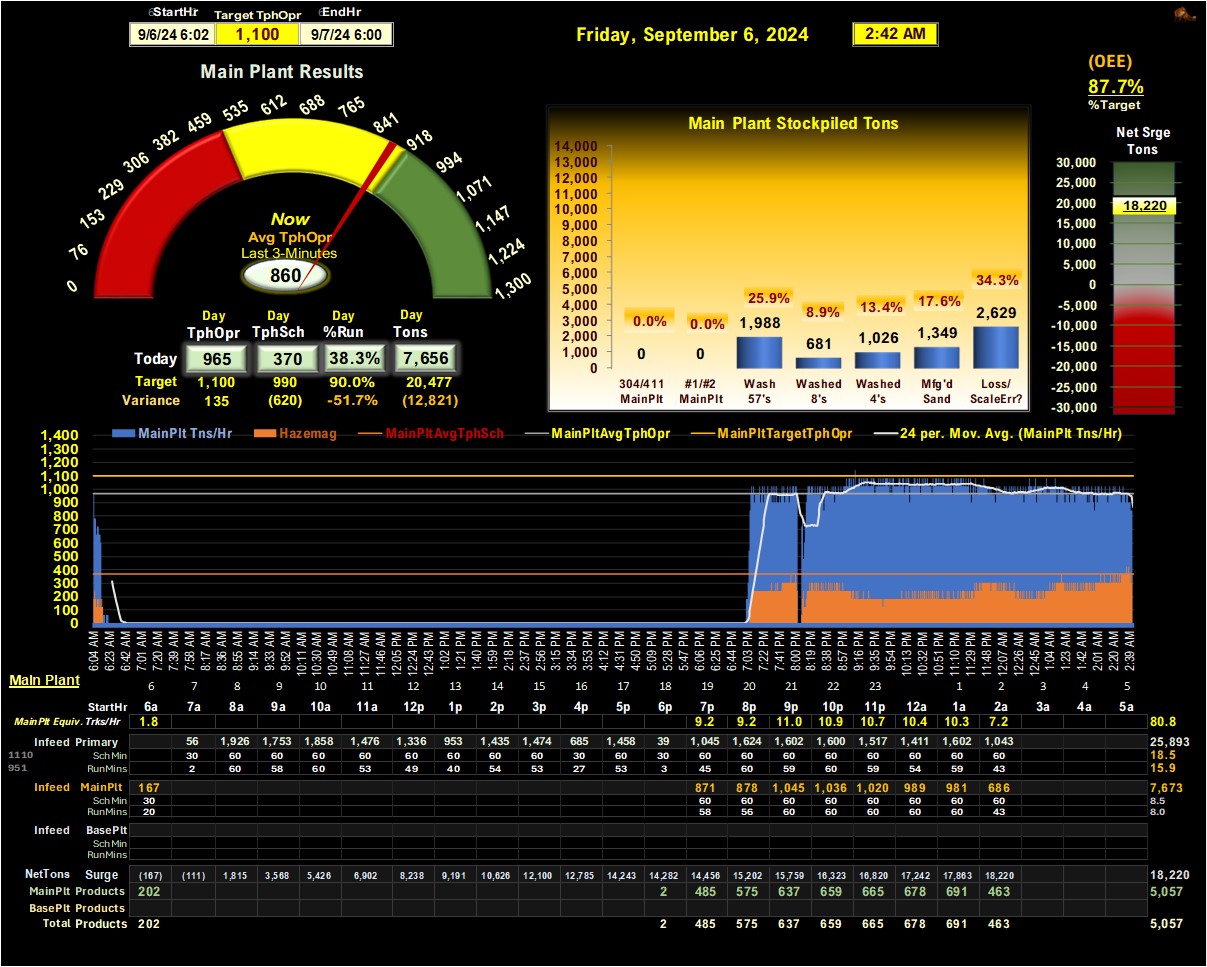 StartHr Target TphOpr EndHr
9/6/24 6:02 1,100 9/7/24 6:00
Friday, September 6, 2024 2:42 AM
(OEE)
87.7%
%Target
Main Plant Results
0 76 153 229 306 382 459 535 612 688 765 841 918 994 1,071 1,147 1,224 1,300
Now
Avg TphOpr
Last 3-Minutes
860
Day Day Day Day
TphOpr TphSch %Run Tons
Today 965 370 38.3% 7,656
Target 1,100 990 90.0% 20,477
Variance 135 (620) -51.7% (12,821)
Main Plant Stockpiled Tons
14,000
13,000
12,000
11,000
10,000
9,000
8,000
7,000
6,000
5,000
4,000
3,000
2,000
1,000
0
0.0% 0.0% 25.9% 8.9% 13.4% 17.6% 34.3%
0 0 1,988 681 1,026 1,349 2,629
304/411 #1/#2 Wash Washed Washed Mfg'd Loss/
MainPlt MainPlt 57's 8's 4's Sand ScaleErr?
Net Srge
Tons
30,000
25,000
20,000
18,220
15,000
10,000
5,000
0
-5,000
-10,000
-15,000
-20,000
-25,000
-30,000
MainPlt Tns/Hr Hazemag MainPltAvgTphSch MainPltAvgTphOpr MainPltTargetTphOpr 24 per. Mov. Avg. (MainPlt Tns/Hr)
1,400
1,300
1,200
1,100
1,000
900
800
700
600
500
400
300
200
100
0
6:04 AM 6:23 AM 6:42 AM 7:01 AM 7:20 AM 7:39 AM 7:58 AM 8:17 AM 8:36 AM 8:55 AM 9:14 AM 9:33 AM 9:52 AM 10:11 AM 10:30 AM 10:49 AM 11:08 AM 11:27 AM 11:46 AM 12:05 PM 12:24 PM 12:43 PM 1:02 PM 1:21 PM 1:40 PM 1:59 PM 2:18 PM 2:37 PM 2:56 PM 3:15 PM 3:34 PM 3:53 PM 4:12 PM 4:31 PM 4:50 PM 5:09 PM 5:28 PM 5:47 PM 6:06 PM 6:25 PM 6:44 PM 7:03 PM 7:22 PM 7:41 PM 8:00 PM 8:19 PM 8:38 PM 8:57 PM 9:16 PM 9:35 PM 9:54 PM 10:13 PM 10:32 PM 10:51 PM 11:10 PM 11:29 PM 11:48 PM 12:07 AM 12:26 AM 12:45 AM 1:04 AM 1:23 AM 1:42 AM 2:01 AM 2:20 AM 2:39 AM
Main Plant
6 7 8 9 10 11 12 13 14 15 16 17 18 19 20 21 22 23 1 2 3 4 5
StartHr 6a 7a 8a 9a 10a 11a 12p 1p 2p 3p 4p 5p 6p 7p 8p 9p 10p 11p 12a 1a 2a 3a 4a 5a
MainPlt Equiv. Trks/Hr 1.8 9.2 9.2 11.0 10.9 10.7 10.4 10.3 7.2 80.8
Infeed Primary 56 1,926 1,753 1,858 1,476 1,336 953 1,435 1,474 685 1,458 39 1,045 1,624 1,602 1,600 1,517 1,411 1,602 1,043 25,893
1110 Sch Min 30 60 60 60 60 60 60 60 60 30 60 30 60 60 60 60 60 60 60 60 18.5
951 RunMins 2 60 58 60 53 49 40 54 53 27 53 3 45 60 59 60 59 54 59 43 15.9
Infeed MainPlt 167 871 878 1,045 1,036 1,020 989 981 686 7,673
Sch Min 30 60 60 60 60 60 60 60 60 8.5
RunMins 20 58 56 60 60 60 60 60 43 8.0
Infeed BasePlt
Sch Min
RunMins
NetTons Surge (167) (111) 1,815 3,568 5,426 6,902 8,238 9,191 10,626 12,100 12,785 14,243 14,282 14,456 15,202 15,759 16,323 16,820 17,242 17,863 18,220 18,220
MainPlt Products 202 2 485 575 637 659 665 678 691 463 5,057
BasePlt Products
Total Products 202 2 485 575 637 659 665 678 691 463 5,057